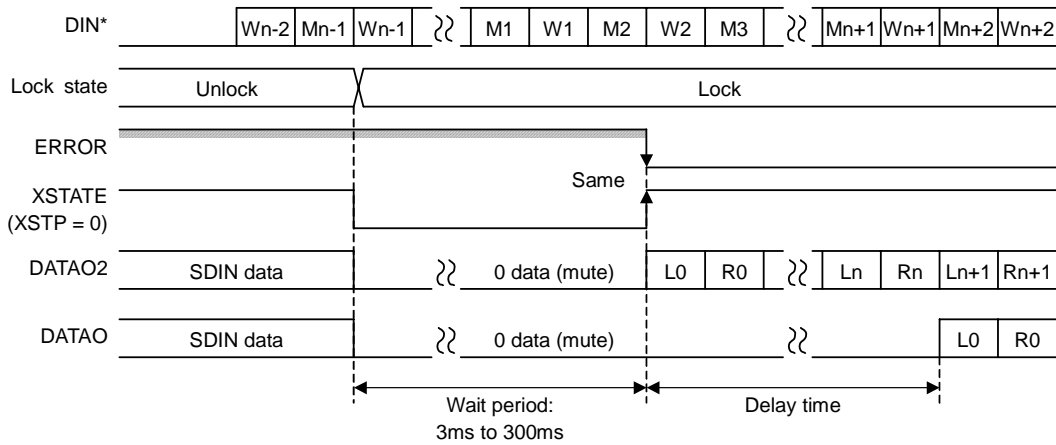 DIN* Wn-2 Mn-1 Wn-1 M1 W1 M2 W2 M3 Mn+1 Wn+1 Mn+2 Wn+2
Lock state Unlock Lock
ERROR
Same
XSTATE
(XSTP = 0)
DATAO2 SDIN data 0 data (mute) L0 R0 Ln Rn Ln+1 Rn+1
DATAO SDIN data 0 data (mute) L0 R0
Wait period: Delay time
3ms to 300ms